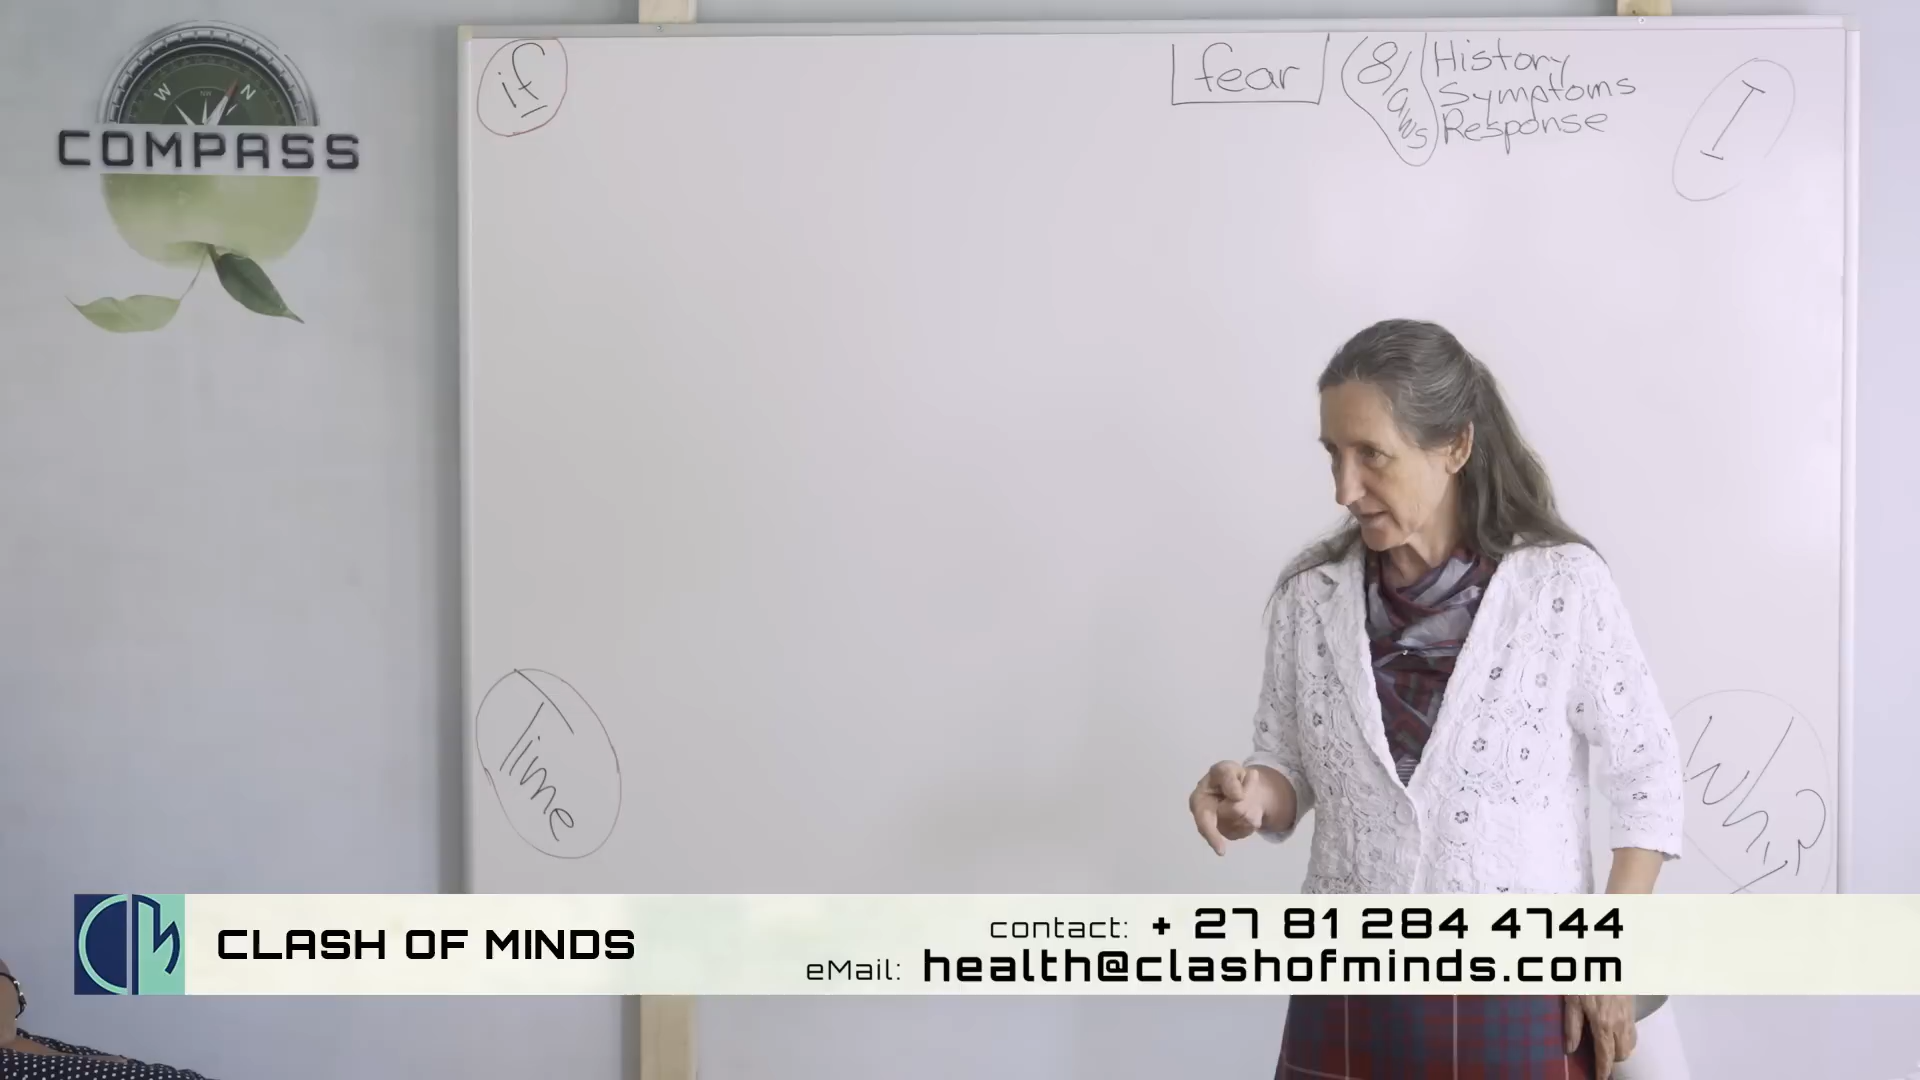 W
NW
N
COMPASS
if
fear
8 laws
History
Symptoms
Response
I
Time
Why?
CLASH OF MINDS
contact: + 27 81 284 4744
eMail: health@clashofminds.com